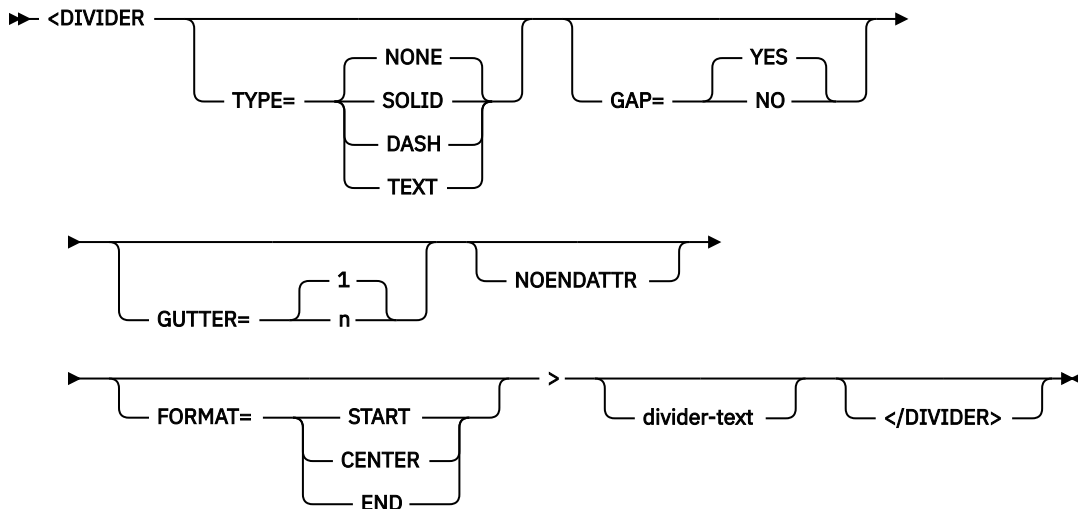 <DIVIDER
NONE
TYPE= SOLID
DASH
TEXT
YES
GAP= NO
1
GUTTER= n
NOENDATTR
FORMAT= START
CENTER
END
>
divider-text
</DIVIDER>